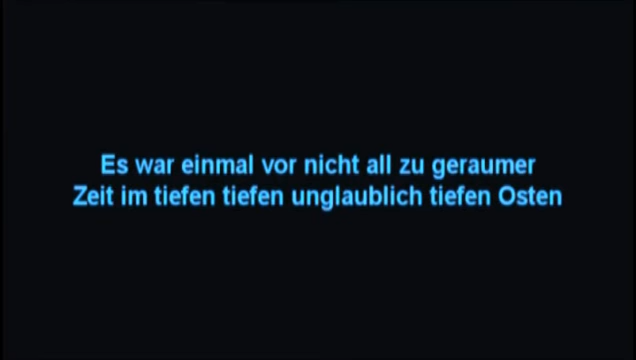 Es war einmal vor nicht all zu geraumer
Zeit im tiefen tiefen unglaublich tiefen Osten